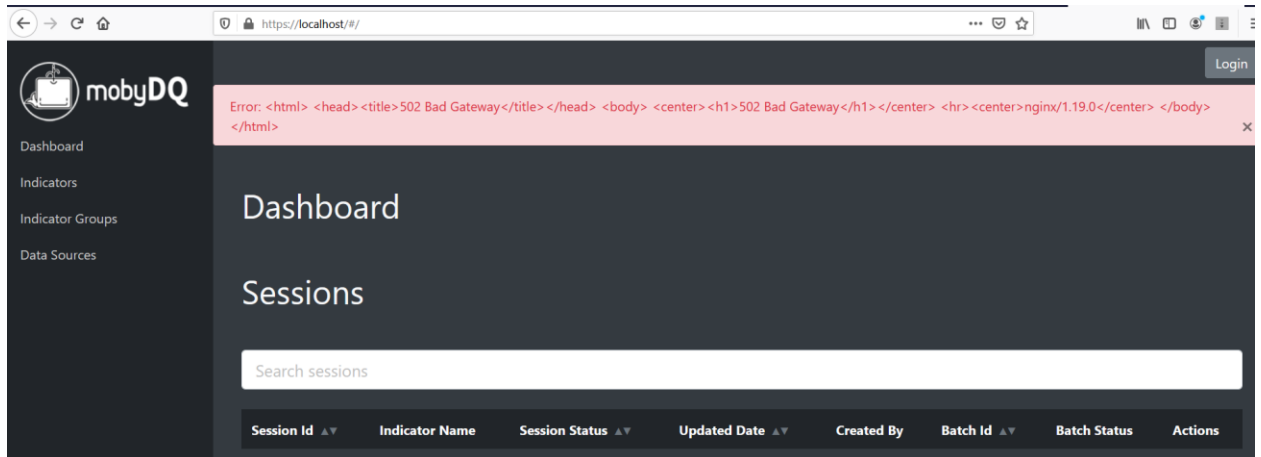 https://localhost/#/
Login
mobyDQ
Error: <html> <head><title>502 Bad Gateway</title></head> <body> <center><h1>502 Bad Gateway</h1></center> <hr><center>nginx/1.19.0</center> </body>
</html>
×
Dashboard
Indicators
Indicator Groups
Data Sources
Dashboard
Sessions
Search sessions
Session Id Indicator Name Session Status Updated Date Created By Batch Id Batch Status Actions